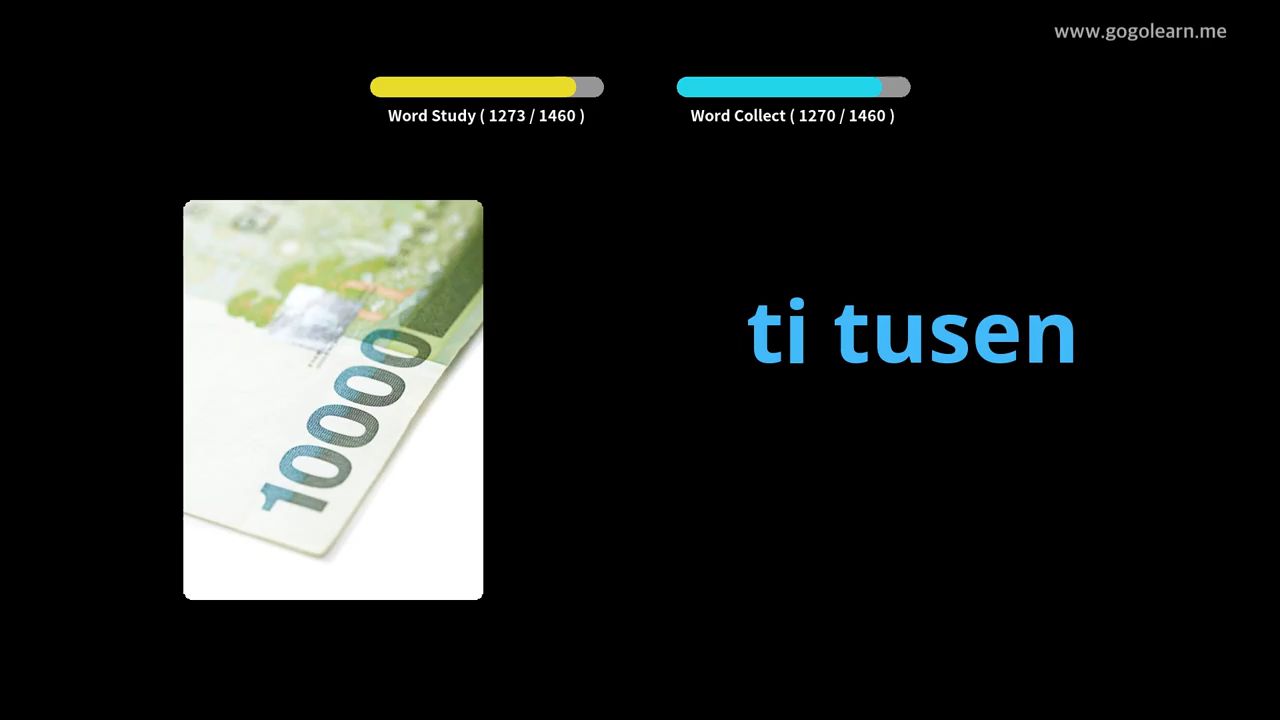 www.gogolearn.me
Word Study ( 1273 / 1460 )
Word Collect ( 1270 / 1460 )
10000
ti tusen